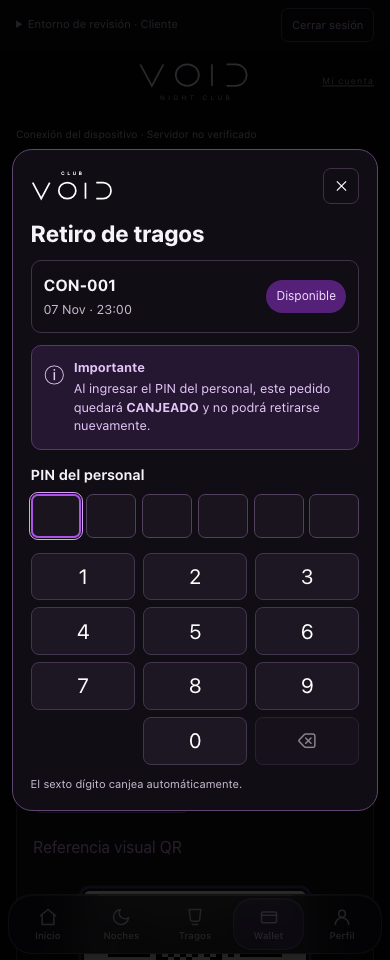 ▶ Entorno de revisión · Cliente
Cerrar sesión
VOID
NIGHT CLUB
Mi cuenta
Conexión del dispositivo · Servidor no verificado
CLUB
VOID
Retiro de tragos
CON-001
07 Nov · 23:00
Disponible
Importante
Al ingresar el PIN del personal, este pedido
quedará CANJEADO y no podrá retirarse
nuevamente.
PIN del personal
1 2 3
4 5 6
7 8 9
0
El sexto dígito canjea automáticamente.
Referencia visual QR
Inicio Noches Tragos Wallet Perfil